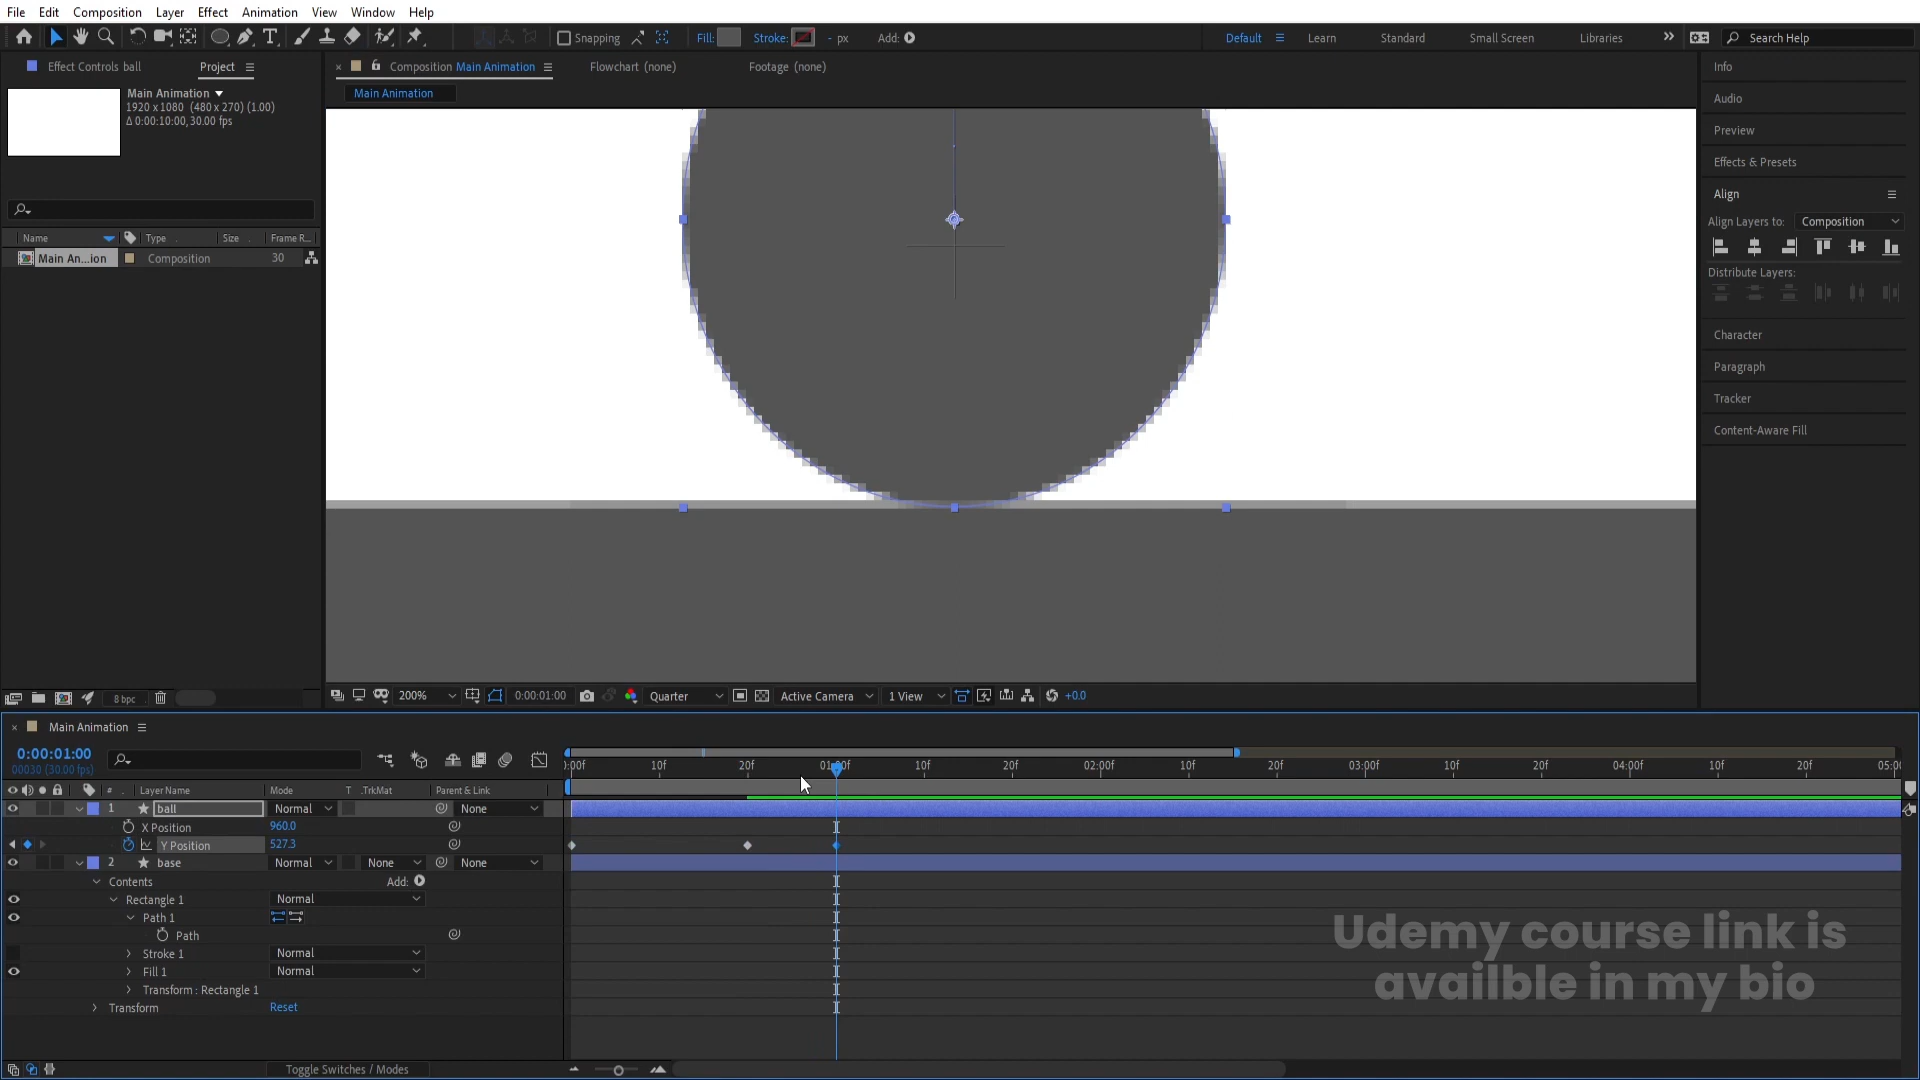 File Edit Composition Layer Effect Animation View Window Help
Snapping Fill: Stroke: - px Add: Default Learn Standard Small Screen Libraries Search Help
Effect Controls ball Project
Composition Main Animation Flowchart (none) Footage (none)
Main Animation
Main Animation
1920 x 1080 (480 x 270) (1.00)
Δ 0:00:10:00, 30.00 fps
Name Type Size Frame R...
Main An...ion Composition 30
Info
Audio
Preview
Effects & Presets
Align
Align Layers to: Composition
Distribute Layers:
Character
Paragraph
Tracker
Content-Aware Fill
8 bpc
200% 0:00:01:00 Quarter Active Camera 1 View +0.0
Main Animation
0:00:01:00
00030 (30.00 fps)
:00f 10f 20f 01:00f 10f 20f 02:00f 10f 20f 03:00f 10f 20f 04:00f 10f 20f 05:00
# . Layer Name Mode T .TrkMat Parent & Link
1 ball Normal None
X Position 960.0
Y Position 527.3
2 base Normal None None
Contents Add:
Rectangle 1 Normal
Path 1
Path
Stroke 1 Normal
Fill 1 Normal
Transform : Rectangle 1
Transform Reset
Toggle Switches / Modes
Udemy course link is
availble in my bio